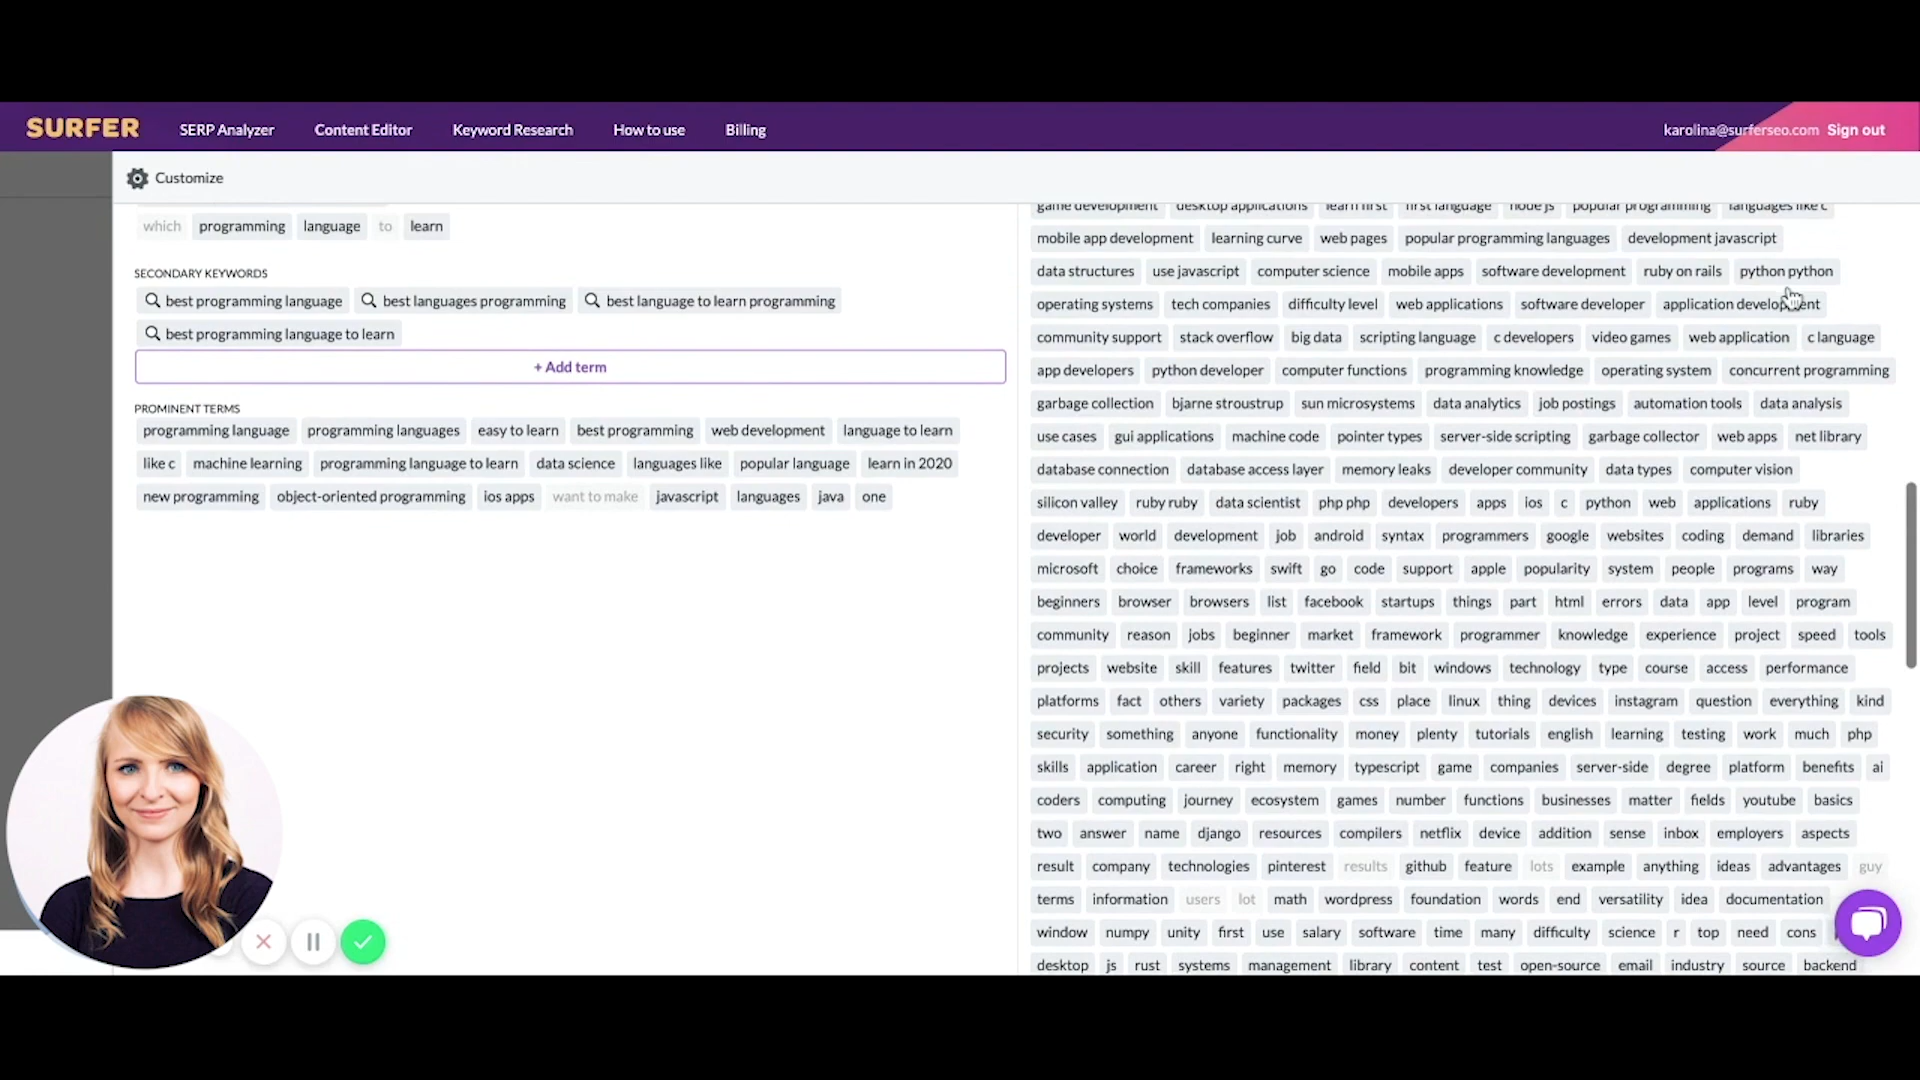 SURFER SERP Analyzer Content Editor Keyword Research How to use Billing karolina@surferseo.com Sign out
Customize
which programming language to learn
SECONDARY KEYWORDS
best programming language best languages programming best language to learn programming
best programming language to learn
+ Add term
PROMINENT TERMS
programming language programming languages easy to learn best programming web development language to learn
like c machine learning programming language to learn data science languages like popular language learn in 2020
new programming object-oriented programming ios apps want to make javascript languages java one
game development desktop applications learn first first language node js popular programming languages like c
mobile app development learning curve web pages popular programming languages development javascript
data structures use javascript computer science mobile apps software development ruby on rails python python
operating systems tech companies difficulty level web applications software developer application development
community support stack overflow big data scripting language c developers video games web application c language
app developers python developer computer functions programming knowledge operating system concurrent programming
garbage collection bjarne stroustrup sun microsystems data analytics job postings automation tools data analysis
use cases gui applications machine code pointer types server-side scripting garbage collector web apps net library
database connection database access layer memory leaks developer community data types computer vision
silicon valley ruby ruby data scientist php php developers apps ios c python web applications ruby
developer world development job android syntax programmers google websites coding demand libraries
microsoft choice frameworks swift go code support apple popularity system people programs way
beginners browser browsers list facebook startups things part html errors data app level program
community reason jobs beginner market framework programmer knowledge experience project speed tools
projects website skill features twitter field bit windows technology type course access performance
platforms fact others variety packages css place linux thing devices instagram question everything kind
security something anyone functionality money plenty tutorials english learning testing work much php
skills application career right memory typescript game companies server-side degree platform benefits ai
coders computing journey ecosystem games number functions businesses matter fields youtube basics
two answer name django resources compilers netflix device addition sense inbox employers aspects
result company technologies pinterest results github feature lots example anything ideas advantages guy
terms information users lot math wordpress foundation words end versatility idea documentation
window numpy unity first use salary software time many difficulty science r top need cons
desktop js rust systems management library content test open-source email industry source backend